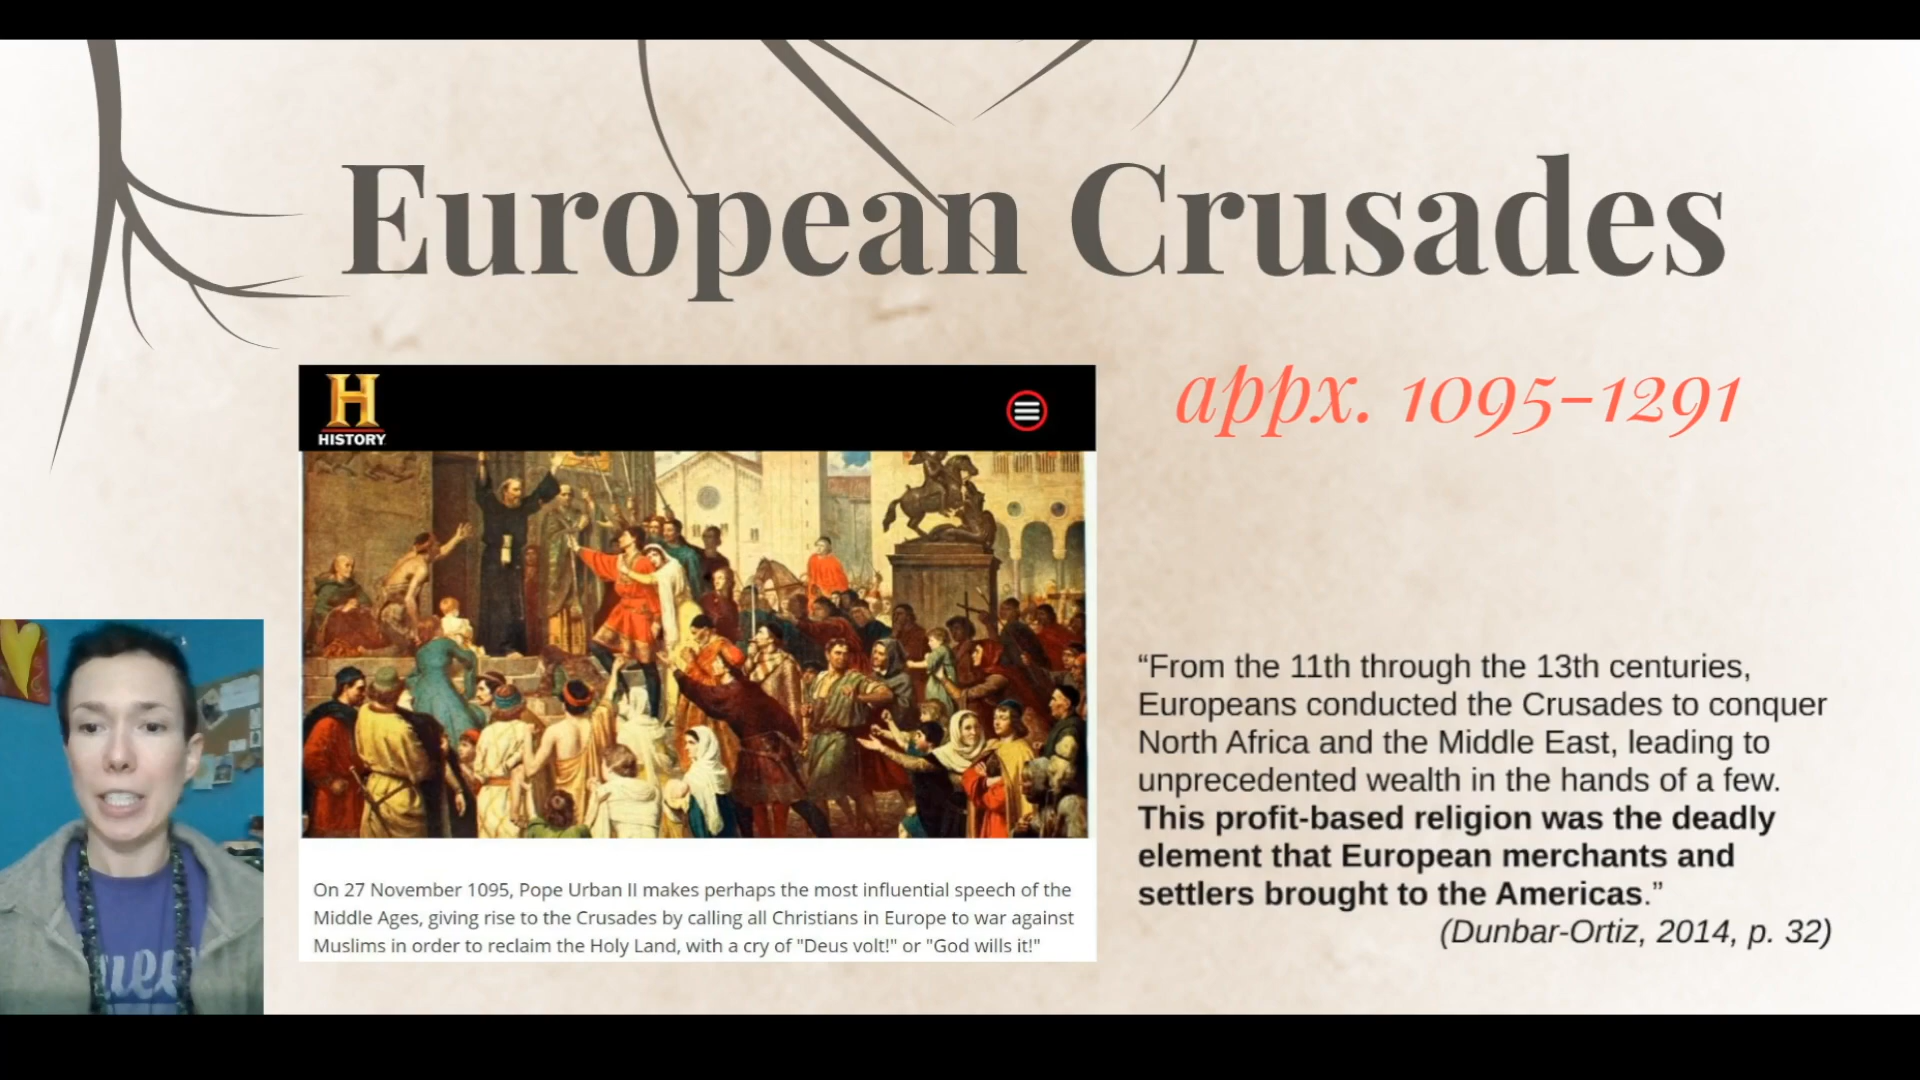 European Crusades
appx. 1095-1291
H
HISTORY
On 27 November 1095, Pope Urban II makes perhaps the most influential speech of the
Middle Ages, giving rise to the Crusades by calling all Christians in Europe to war against
Muslims in order to reclaim the Holy Land, with a cry of "Deus volt!" or "God wills it!"
“From the 11th through the 13th centuries,
Europeans conducted the Crusades to conquer
North Africa and the Middle East, leading to
unprecedented wealth in the hands of a few.
This profit-based religion was the deadly
element that European merchants and
settlers brought to the Americas.”
(Dunbar-Ortiz, 2014, p. 32)